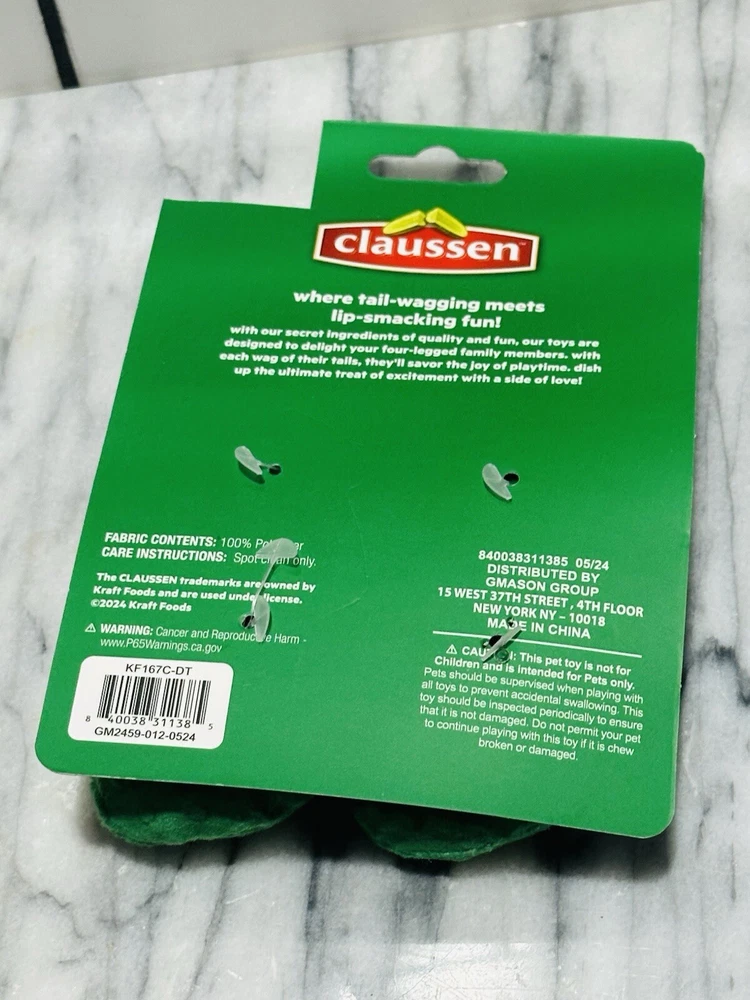 claussen™
where tail-wagging meets
lip-smacking fun!
with our secret ingredients of quality and fun, our toys are
designed to delight your four-legged family members. with
each wag of their tails, they'll savor the joy of playtime. dish
up the ultimate treat of excitement with a side of love!
FABRIC CONTENTS: 100%
CARE INSTRUCTIONS: Spot clean only.
The CLAUSSEN trademarks are owned by
Kraft Foods and are used under license.
©2024 Kraft Foods
⚠ WARNING: Cancer and Reproductive Harm -
www.P65Warnings.ca.gov
KF167C-DT
8 40038 31138 5
GM2459-012-0524
840038311385 05/24
DISTRIBUTED BY
GMASON GROUP
15 WEST 37TH STREET, 4TH FLOOR
NEW YORK NY - 10018
MADE IN CHINA
⚠ CAUTION: This pet toy is not for
Children and is intended for Pets only.
Pets should be supervised when playing with
all toys to prevent accidental swallowing. This
toy should be inspected periodically to ensure
that it is not damaged. Do not permit your pet
to continue playing with this toy if it is chew
broken or damaged.